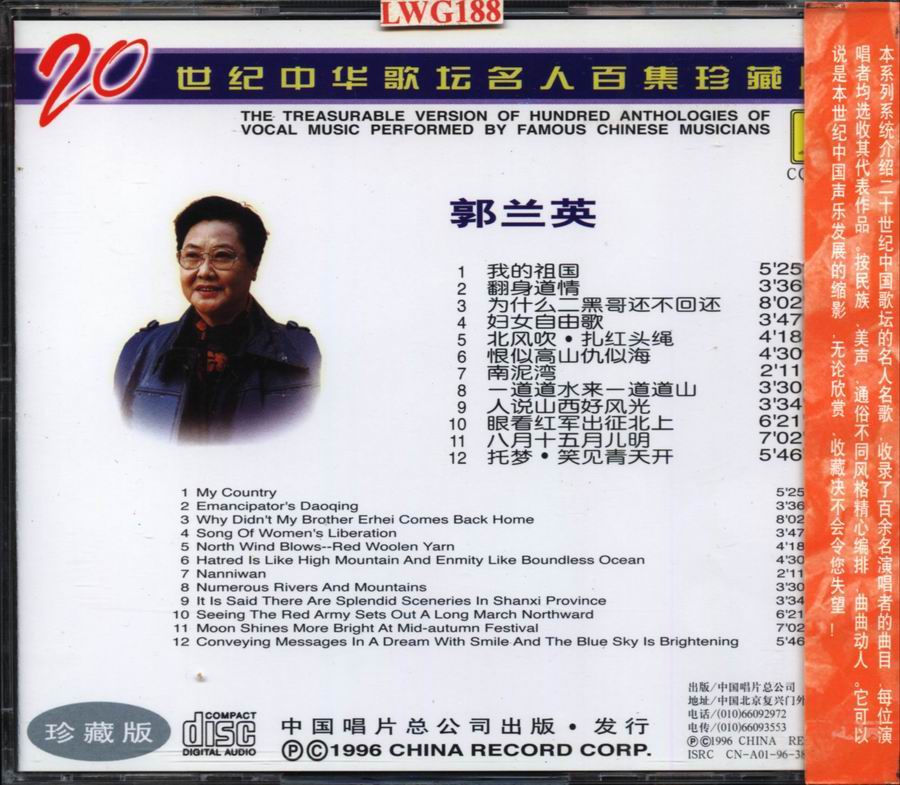 LWG188
20
世纪中华歌坛名人百集珍藏
THE TREASURABLE VERSION OF HUNDRED ANTHOLOGIES OF
VOCAL MUSIC PERFORMED BY FAMOUS CHINESE MUSICIANS
郭兰英
1 我的祖国 5'25
2 翻身道情 3'36
3 为什么二黑哥还不回还 8'02
4 妇女自由歌 3'47
5 北风吹·扎红头绳 4'18
6 恨似高山仇似海 4'30
7 南泥湾 2'11
8 一道道水来一道道山 3'30
9 人说山西好风光 3'34
10 眼看红军出征北上 6'21
11 八月十五月儿明 7'02
12 托梦·笑见青天开 5'46
1 My Country 5'25
2 Emancipator's Daoqing 3'36
3 Why Didn't My Brother Erhei Comes Back Home 8'02
4 Song Of Women's Liberation 3'47
5 North Wind Blows--Red Woolen Yarn 4'18
6 Hatred Is Like High Mountain And Enmity Like Boundless Ocean 4'30
7 Nanniwan 2'11
8 Numerous Rivers And Mountains 3'30
9 It Is Said There Are Splendid Sceneries In Shanxi Province 3'34
10 Seeing The Red Army Sets Out A Long March Northward 6'21
11 Moon Shines More Bright At Mid-autumn Festival 7'02
12 Conveying Messages In A Dream With Smile And The Blue Sky Is Brightening 5'46
珍藏版
COMPACT
disc
DIGITAL AUDIO
中国唱片总公司出版·发行
℗©1996 CHINA RECORD CORP.
出版/中国唱片总公司
地址/中国北京复兴门外
电话/(010)66092972
电传/(010)66093553
℗©1996 CHINA RE
ISRC CN-A01-96-38
本系列系统介绍二十世纪中国歌坛的名人名歌,收录了百余名演唱者的曲目,每位演
唱者均选收其代表作品。按民族、美声、通俗不同风格精心编排,曲曲动人。它可以
说是本世纪中国声乐发展的缩影,无论欣赏、收藏决不会令您失望!